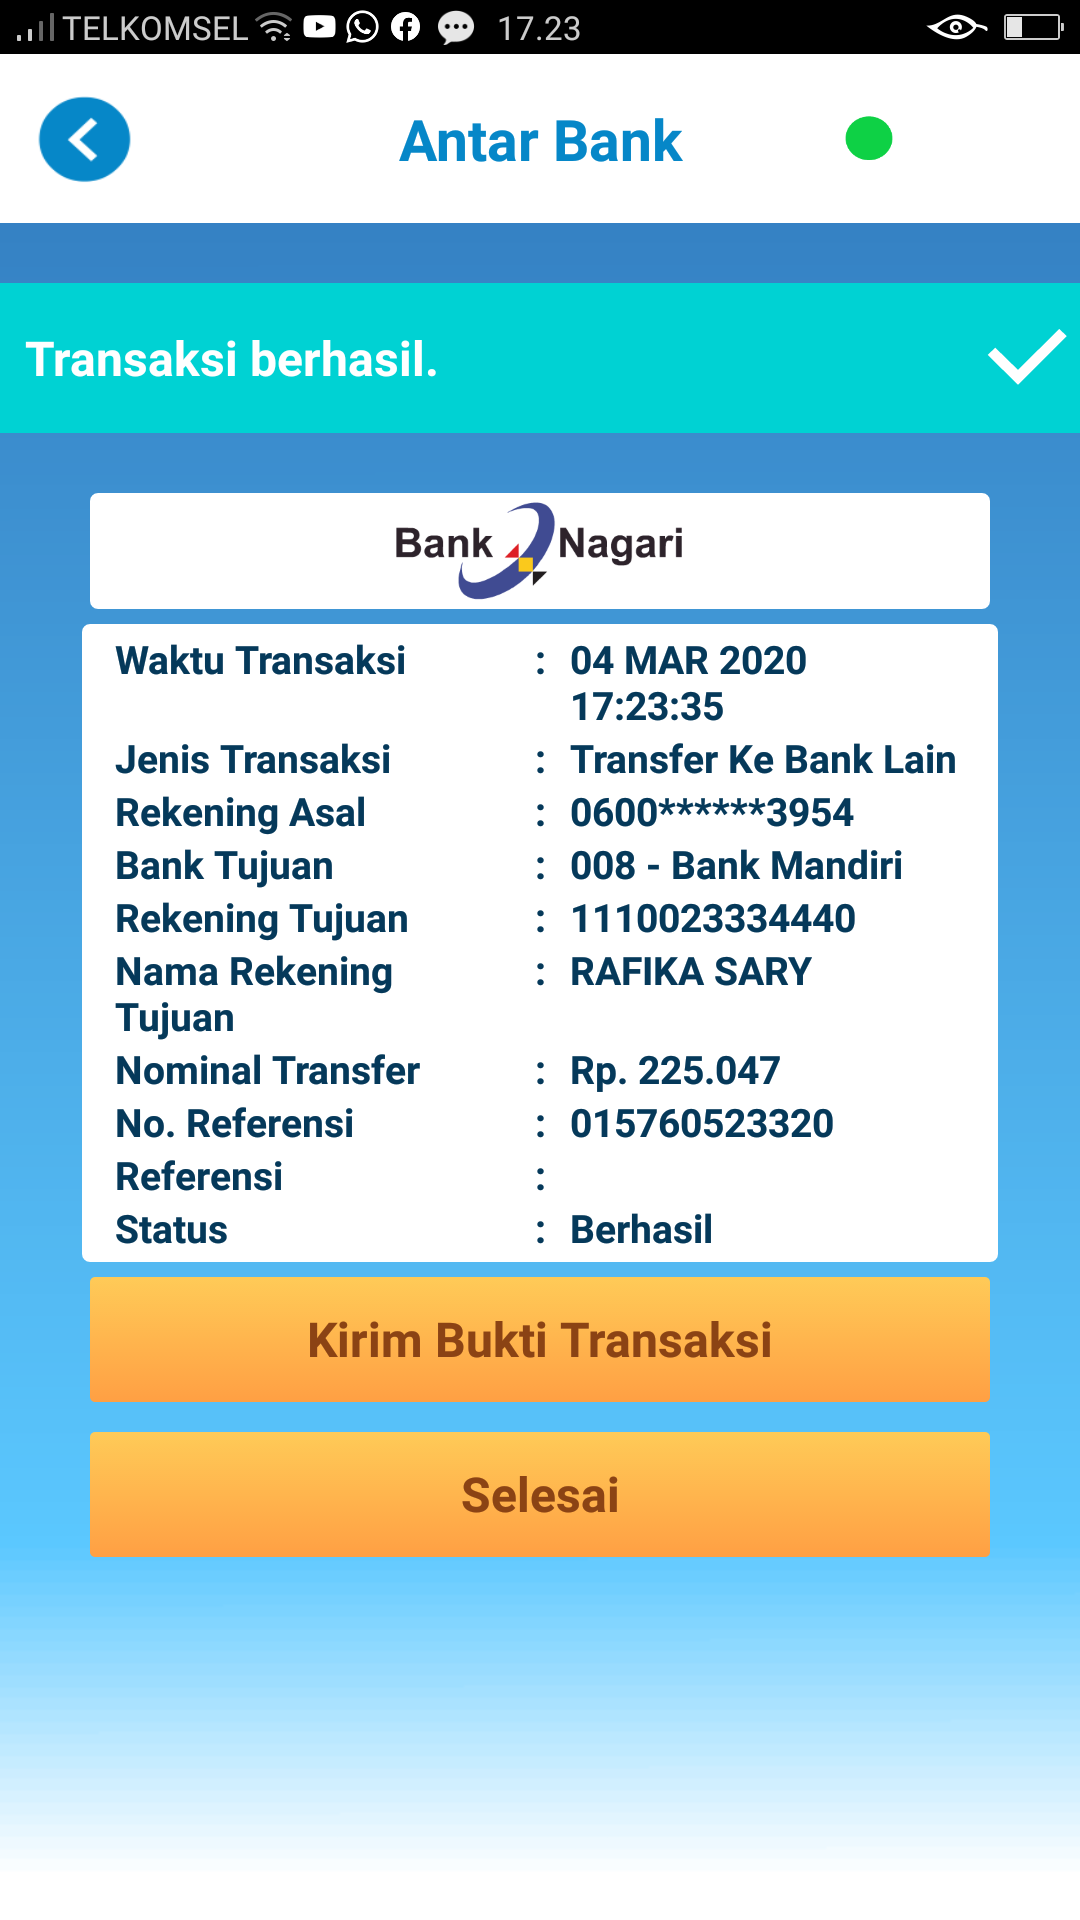 TELKOMSEL 17.23
Antar Bank
Transaksi berhasil.
Bank Nagari
Waktu Transaksi : 04 MAR 2020
17:23:35
Jenis Transaksi : Transfer Ke Bank Lain
Rekening Asal : 0600******3954
Bank Tujuan : 008 - Bank Mandiri
Rekening Tujuan : 1110023334440
Nama Rekening : RAFIKA SARY
Tujuan
Nominal Transfer : Rp. 225.047
No. Referensi : 015760523320
Referensi :
Status : Berhasil
Kirim Bukti Transaksi
Selesai